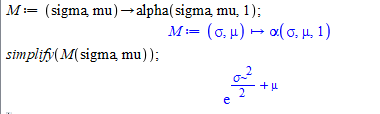 M := (sigma, mu)→alpha(sigma, mu, 1);
M := (σ, μ) ↦ α(σ, μ, 1)
simplify(M(sigma, mu));
e^(σ~^2/2 + μ)